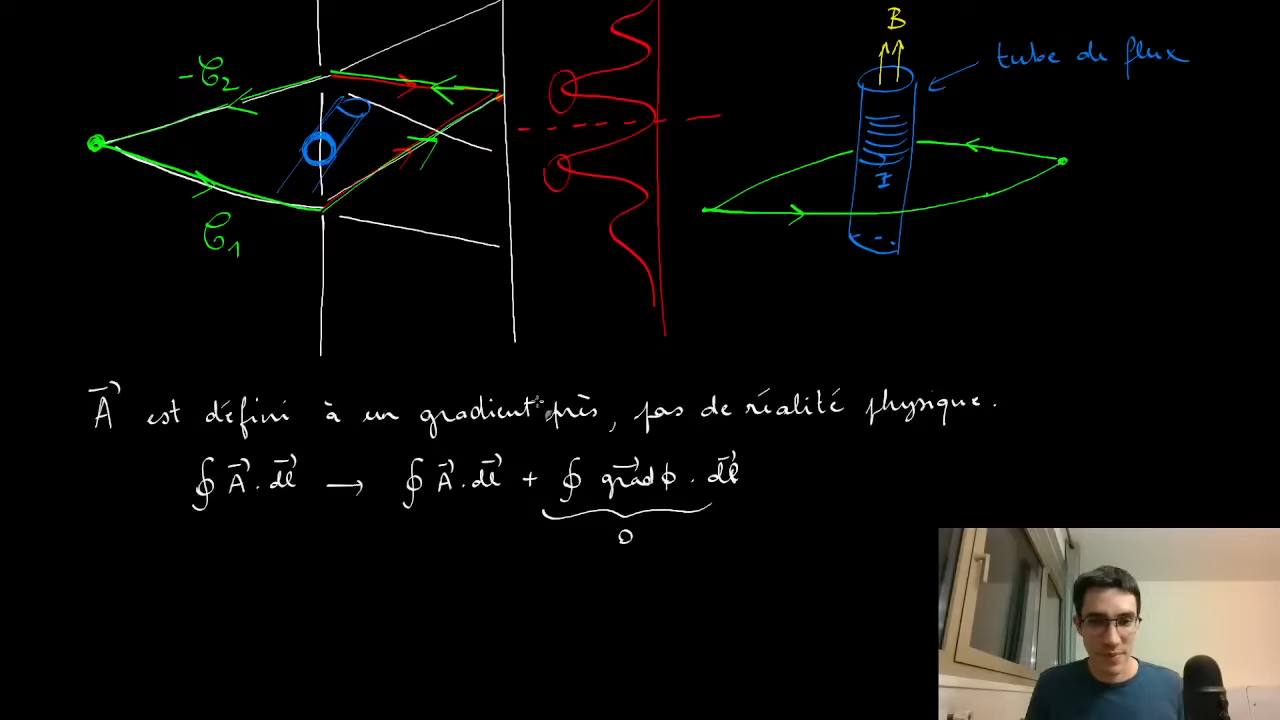 B
tube de flux
-𝒞₂
I
𝒞₁
A⃗ est défini à un gradient près, pas de réalité physique.
∮ A⃗ . dl⃗ → ∮ A⃗ . dl⃗ + ∮ grad⃗ ϕ . dl⃗
0